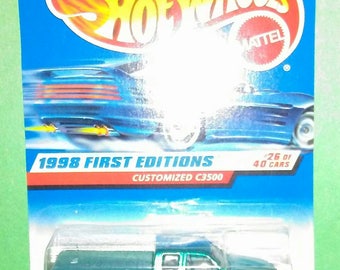 HOT WHEELS
MATTEL
1998 FIRST EDITIONS
26 OF
40 CARS
CUSTOMIZED C3500